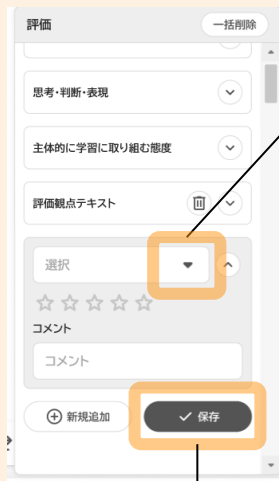 評価
一括削除
思考・判断・表現
主体的に学習に取り組む態度
評価観点テキスト
選択
コメント
コメント
新規追加
保存